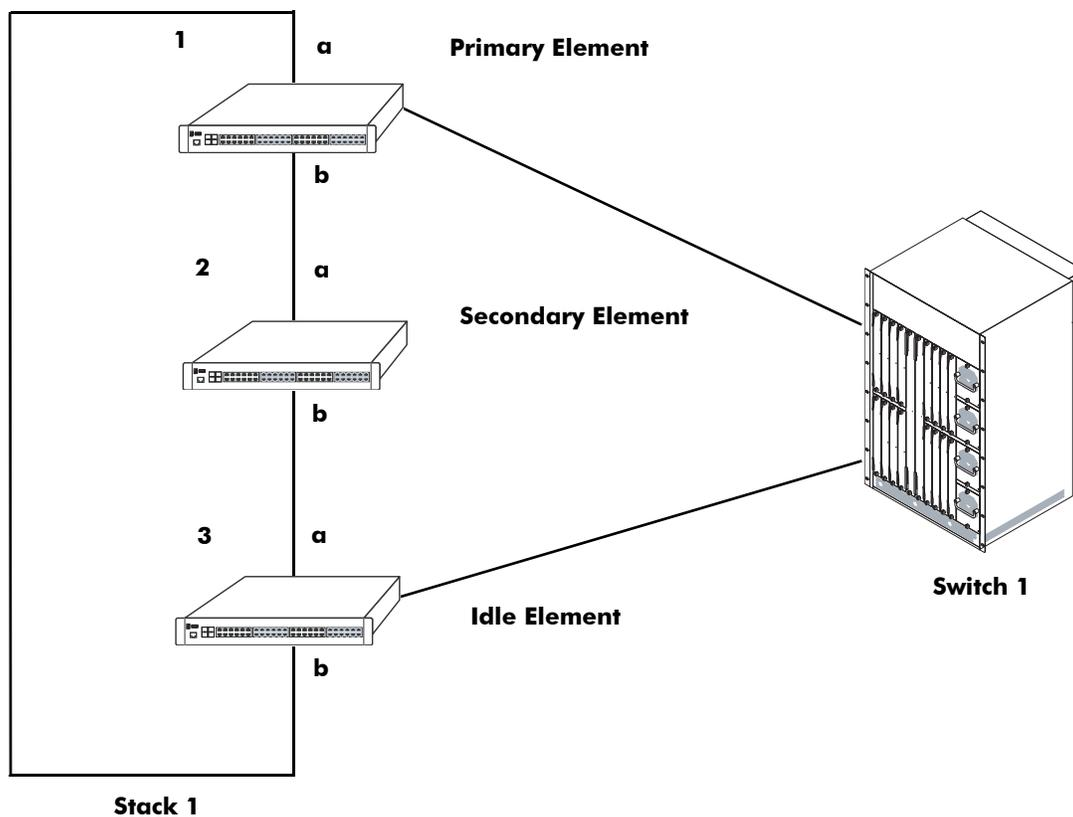 1
a
Primary Element
b
2
a
Secondary Element
b
3
a
Switch 1
Idle Element
b
Stack 1